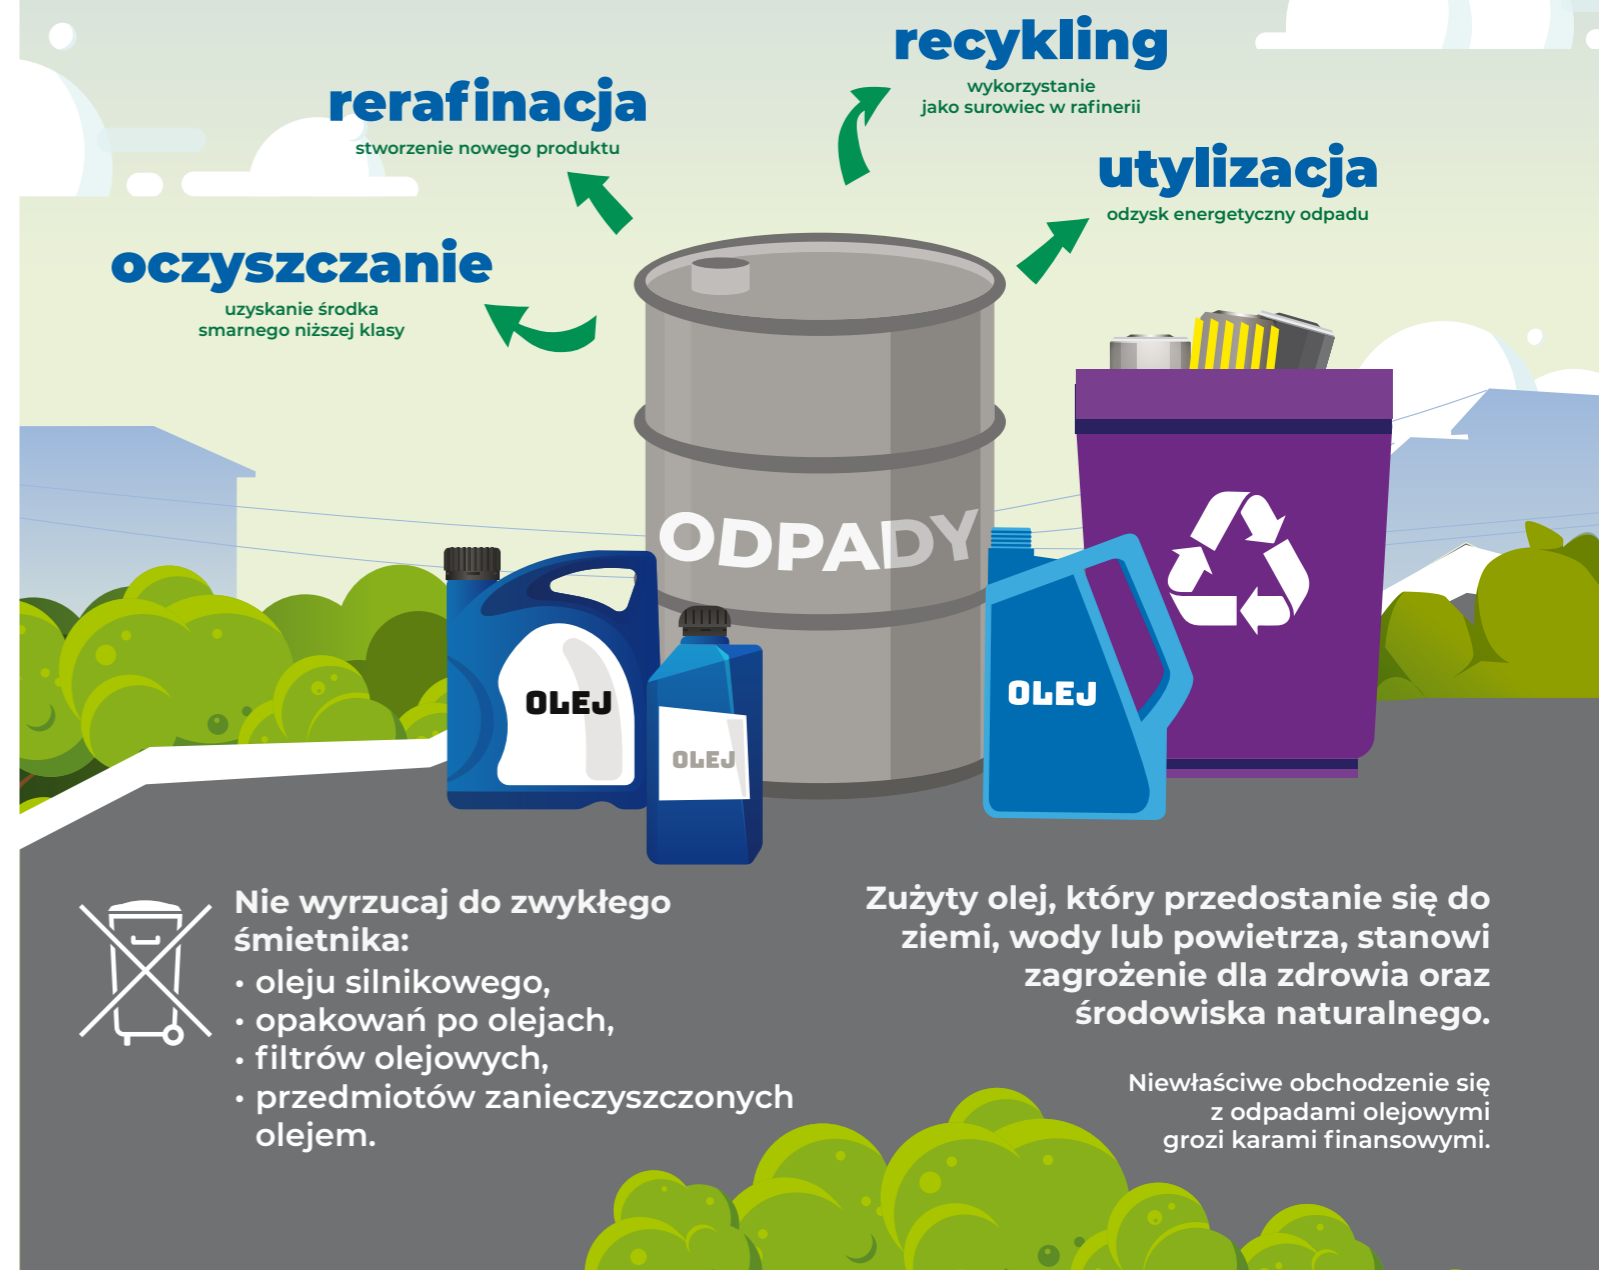 recykling
wykorzystanie
jako surowiec w rafinerii
rerafinacja
stworzenie nowego produktu
utylizacja
odzysk energetyczny odpadu
oczyszczanie
uzyskanie środka
smarnego niższej klasy
ODPADY
OLEJ
OLEJ
OLEJ
Nie wyrzucaj do zwykłego
śmietnika:
• oleju silnikowego,
• opakowań po olejach,
• filtrów olejowych,
• przedmiotów zanieczyszczonych
olejem.
Zużyty olej, który przedostanie się do
ziemi, wody lub powietrza, stanowi
zagrożenie dla zdrowia oraz
środowiska naturalnego.
Niewłaściwe obchodzenie się
z odpadami olejowymi
grozi karami finansowymi.